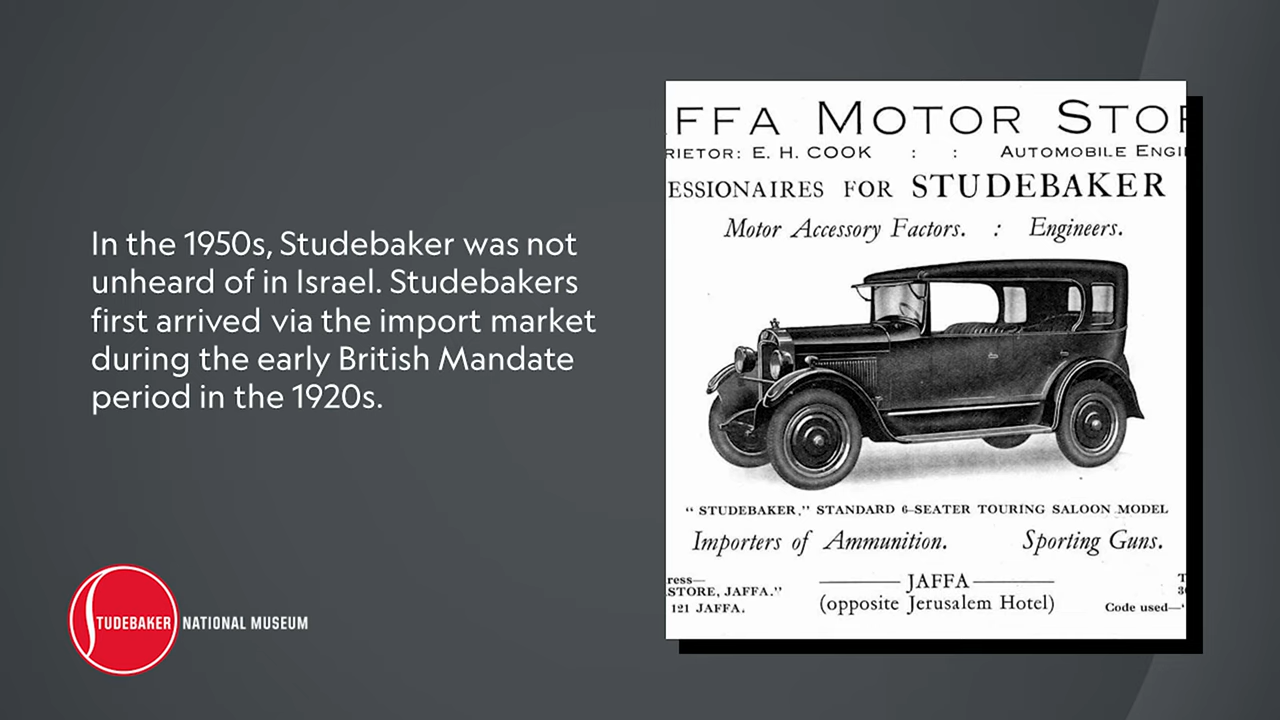 In the 1950s, Studebaker was not
unheard of in Israel. Studebakers
first arrived via the import market
during the early British Mandate
period in the 1920s.
STUDEBAKER NATIONAL MUSEUM
FFA MOTOR STOR
RIETOR: E. H. COOK : : AUTOMOBILE ENGI
ESSIONAIRES FOR STUDEBAKER
Motor Accessory Factors. : Engineers.
"STUDEBAKER," STANDARD 6-SEATER TOURING SALOON MODEL
Importers of Ammunition. Sporting Guns.
ress—
STORE, JAFFA."
121 JAFFA.
JAFFA
(opposite Jerusalem Hotel)
Code used—